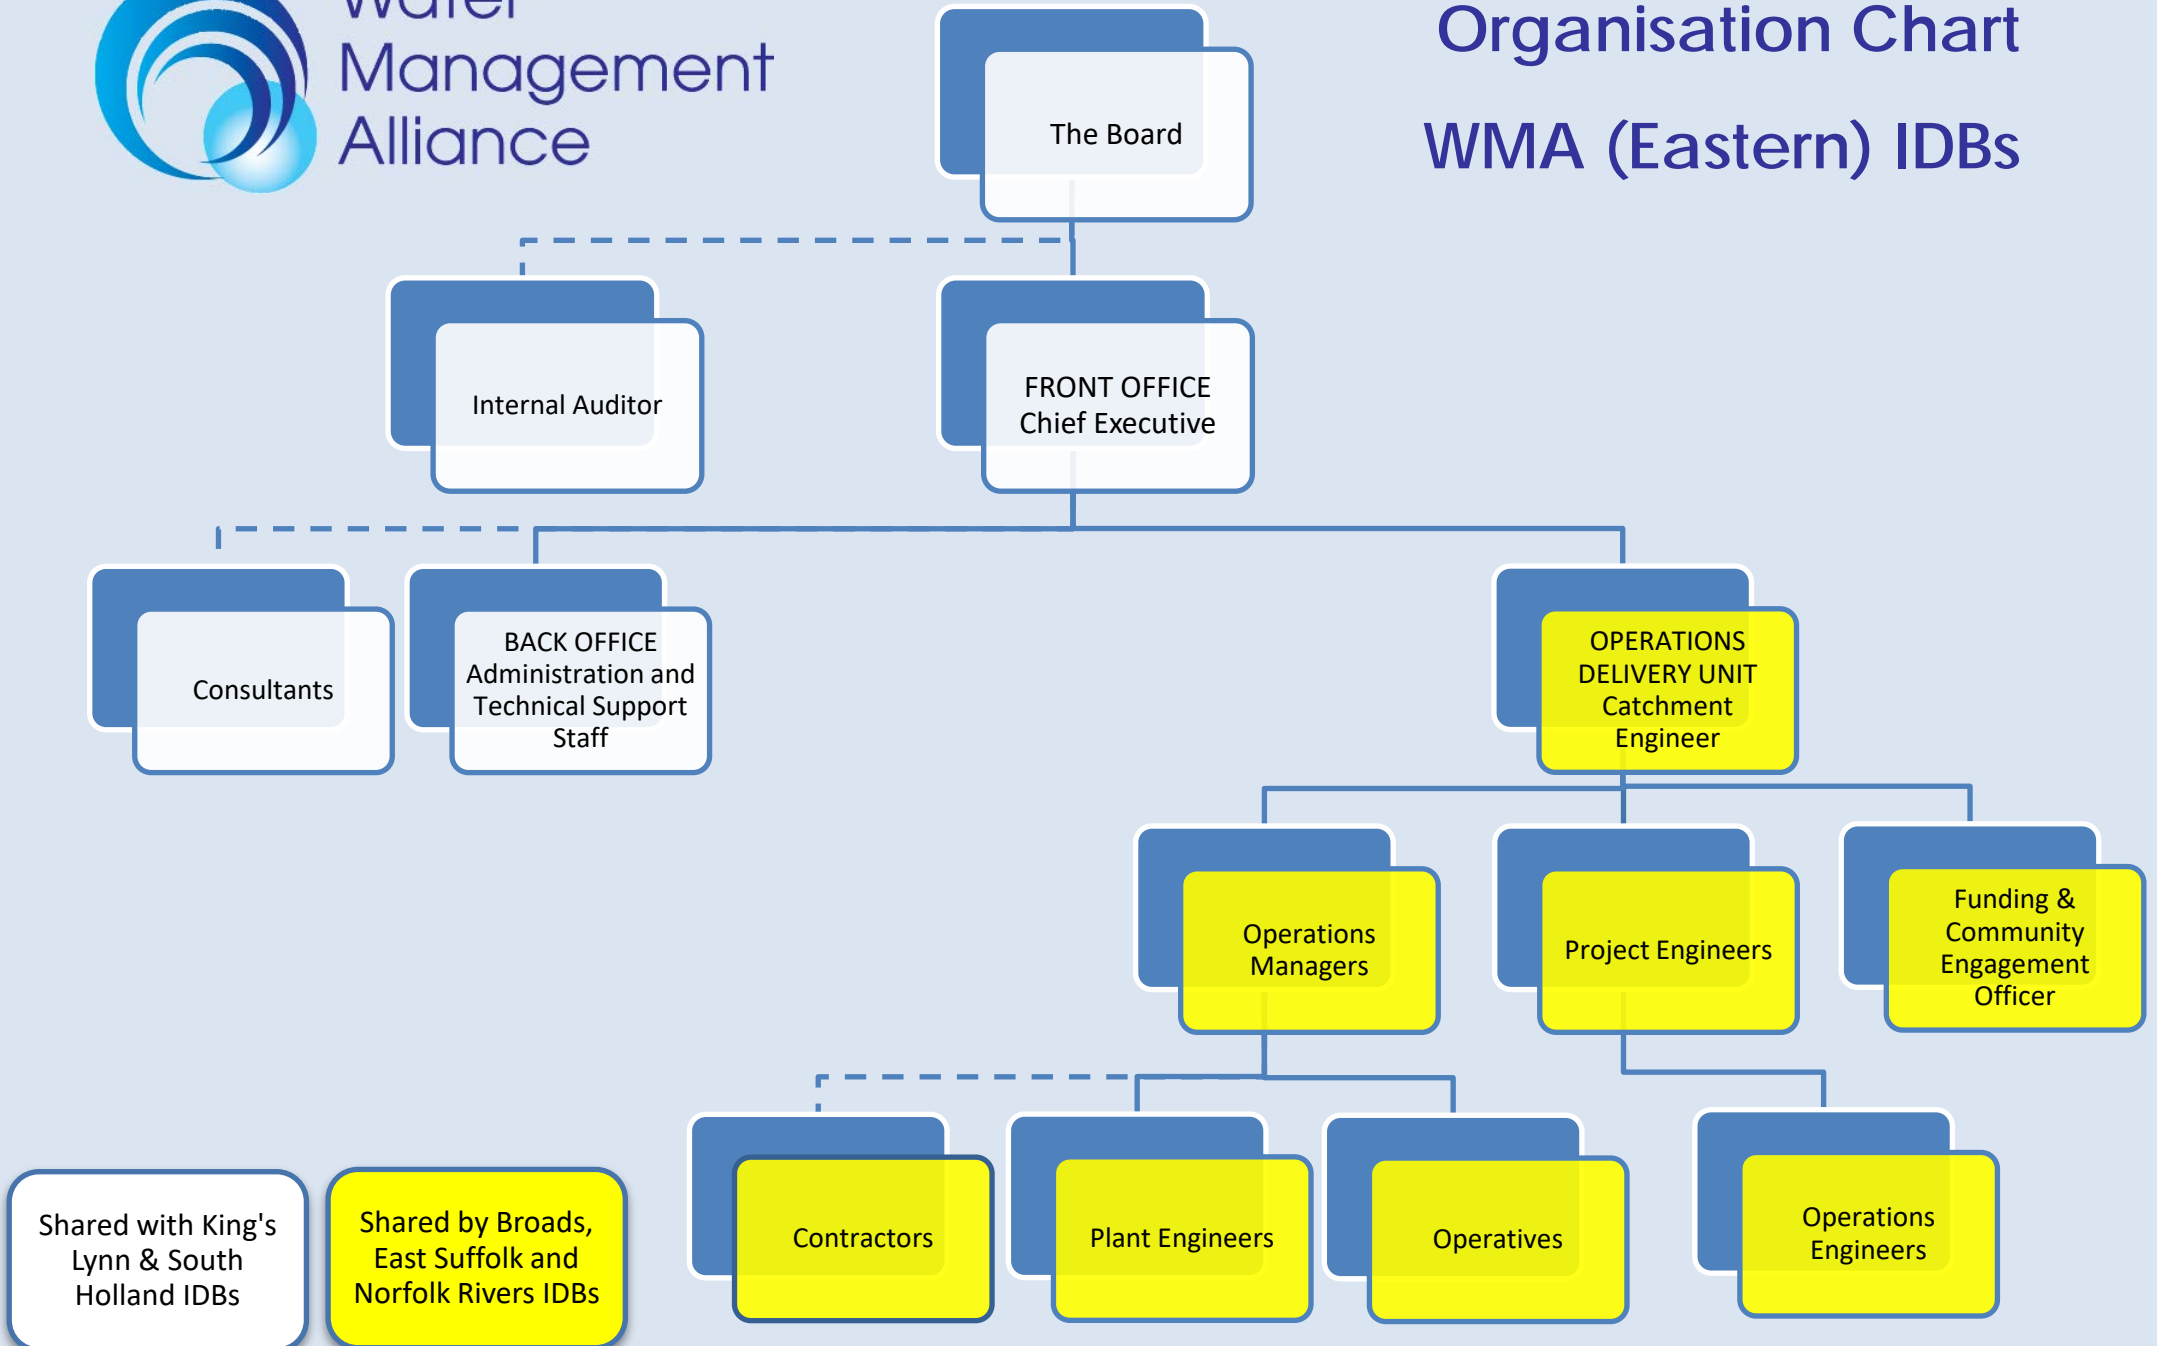 Water
Management
Alliance
Organisation Chart
WMA (Eastern) IDBs
The Board
Internal Auditor
FRONT OFFICE
Chief Executive
Consultants
BACK OFFICE
Administration and
Technical Support
Staff
OPERATIONS
DELIVERY UNIT
Catchment
Engineer
Operations
Managers
Project Engineers
Funding &
Community
Engagement
Officer
Contractors
Plant Engineers
Operatives
Operations
Engineers
Shared with King's
Lynn & South
Holland IDBs
Shared by Broads,
East Suffolk and
Norfolk Rivers IDBs